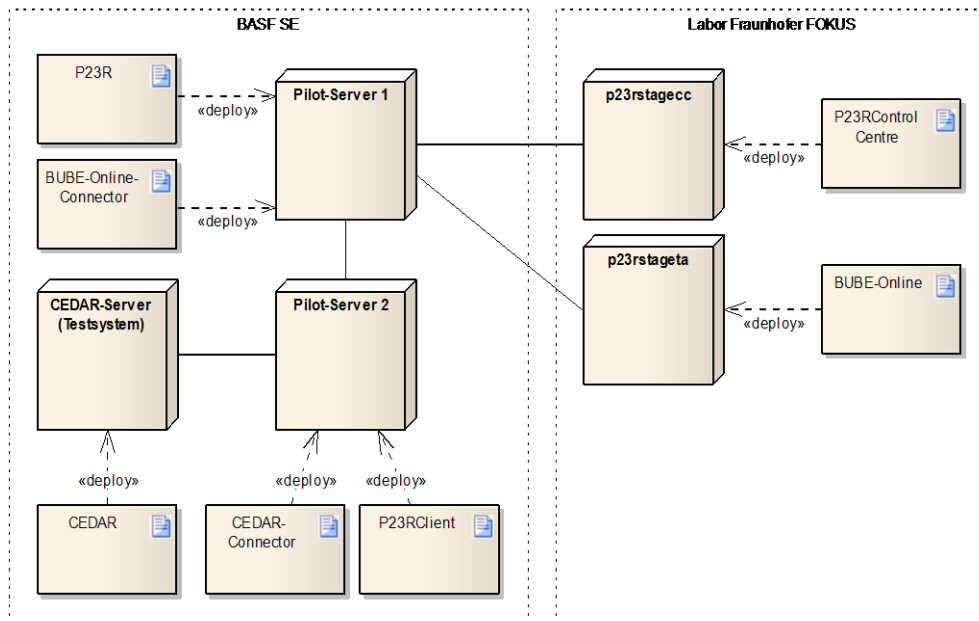 BASF SE
Labor Fraunhofer FOKUS
P23R
«deploy»
Pilot-Server 1
p23rstagecc
«deploy»
P23RControl
Centre
BUBE-Online-
Connector
«deploy»
p23rstageta
«deploy»
BUBE-Online
CEDAR-Server
(Testsystem)
Pilot-Server 2
«deploy»
«deploy»
«deploy»
CEDAR
CEDAR-
Connector
P23RClient